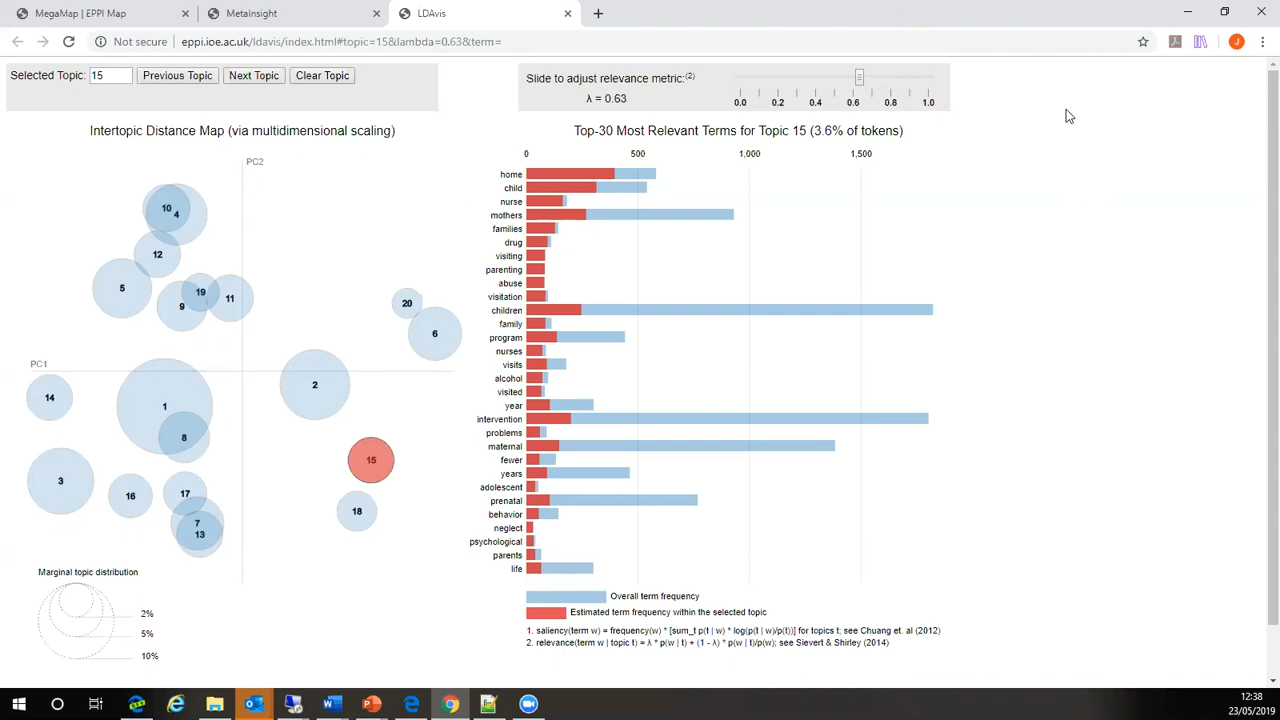 MegaMap | EPPI Map
MetaInsight
LDAvis
Not secure
eppi.ioe.ac.uk/ldavis/index.html#topic=15&lambda=0.63&term=
J
Selected Topic: 15 Previous Topic Next Topic Clear Topic
Slide to adjust relevance metric:(2)
λ = 0.63
0.0 0.2 0.4 0.6 0.8 1.0
Intertopic Distance Map (via multidimensional scaling)
PC2
PC1
10
4
12
5
19
9
11
20
6
2
14
1
8
15
3
16
17
18
7
13
Marginal topic distribution
2%
5%
10%
Top-30 Most Relevant Terms for Topic 15 (3.6% of tokens)
0 500 1,000 1,500
home
child
nurse
mothers
families
drug
visiting
parenting
abuse
visitation
children
family
program
nurses
visits
alcohol
visited
year
intervention
problems
maternal
fewer
years
adolescent
prenatal
behavior
neglect
psychological
parents
life
Overall term frequency
Estimated term frequency within the selected topic
1. saliency(term w) = frequency(w) * [sum_t p(t | w) * log(p(t | w)/p(t))] for topics t; see Chuang et. al (2012)
2. relevance(term w | topic t) = λ * p(w | t) + (1 - λ) * p(w | t)/p(w); see Sievert & Shirley (2014)
12:38
23/05/2019